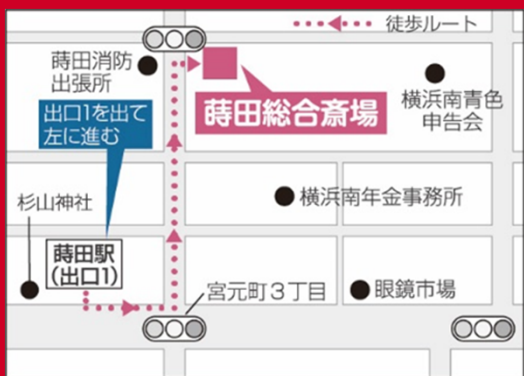 徒歩ルート
蒔田消防
出張所
蒔田総合斎場
横浜南青色
申告会
出口1を出て
左に進む
横浜南年金事務所
杉山神社
蒔田駅
(出口1)
宮元町3丁目
眼鏡市場